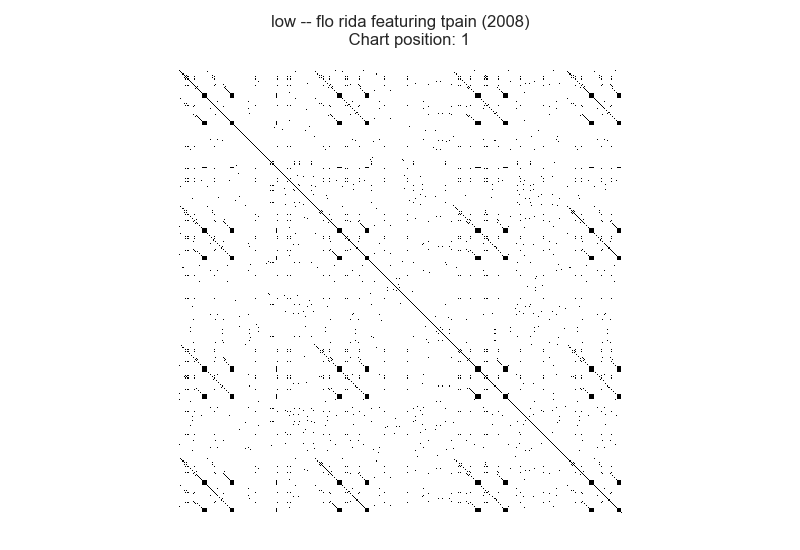 low -- flo rida featuring tpain (2008)
Chart position: 1